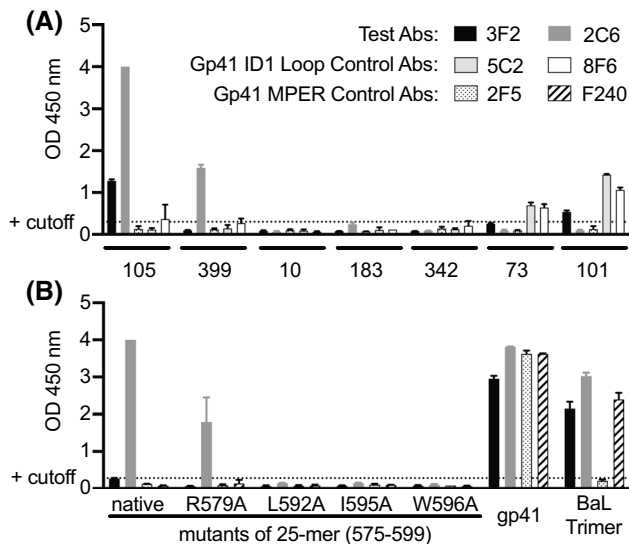 (A)
Test Abs: 3F2 2C6
Gp41 ID1 Loop Control Abs: 5C2 8F6
Gp41 MPER Control Abs: 2F5 F240
OD 450 nm
5
4
3
2
1
+ cutoff
0
105 399 10 183 342 73 101
(B)
OD 450 nm
5
4
3
2
1
+ cutoff
0
native R579A L592A I595A W596A gp41 BaL
Trimer
mutants of 25-mer (575-599)